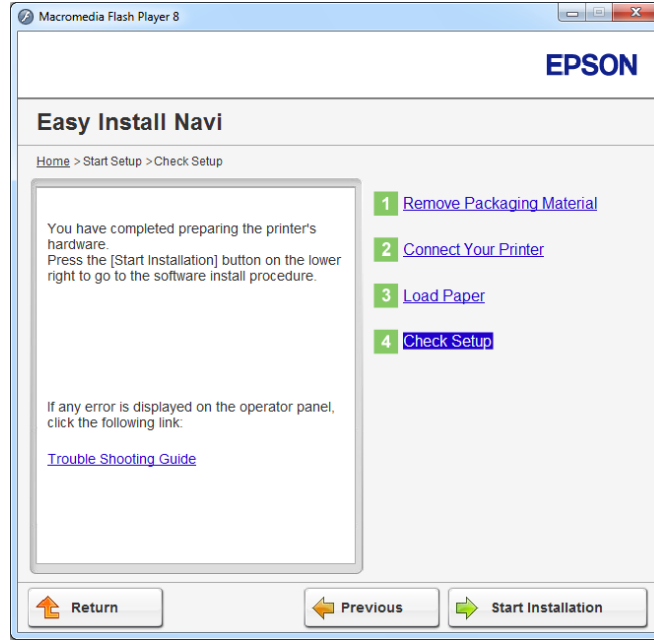 Macromedia Flash Player 8
EPSON
Easy Install Navi
Home > Start Setup >Check Setup
You have completed preparing the printer's
hardware.
Press the [Start Installation] button on the lower
right to go to the software install procedure.
If any error is displayed on the operator panel,
click the following link:
Trouble Shooting Guide
1 Remove Packaging Material
2 Connect Your Printer
3 Load Paper
4 Check Setup
Return
Previous
Start Installation